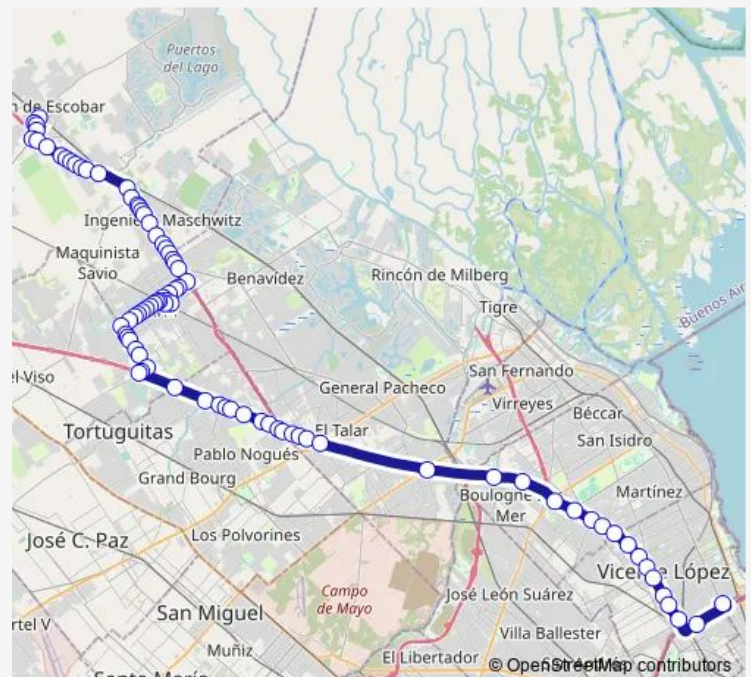 Puertos
del Lago
n de Escobar
Maschwitz
Maquinista
Savio
Benavídez
Rincón de Milberg
Tigre
Buenos Air
el Viso
San Fernando
General Pacheco
Virreyes
Béccar
Tortuguitas
El Talar
San Isidro
Pablo Nogués
Grand Bourg
Boulogne
Mer
Martínez
José C. Paz
Los Polvorines
Campo
de Mayo
José León Suárez
López
San Miguel
rtel V
Villa Ballester
Muñiz
El Libertador
© OpenStreetMap contributors